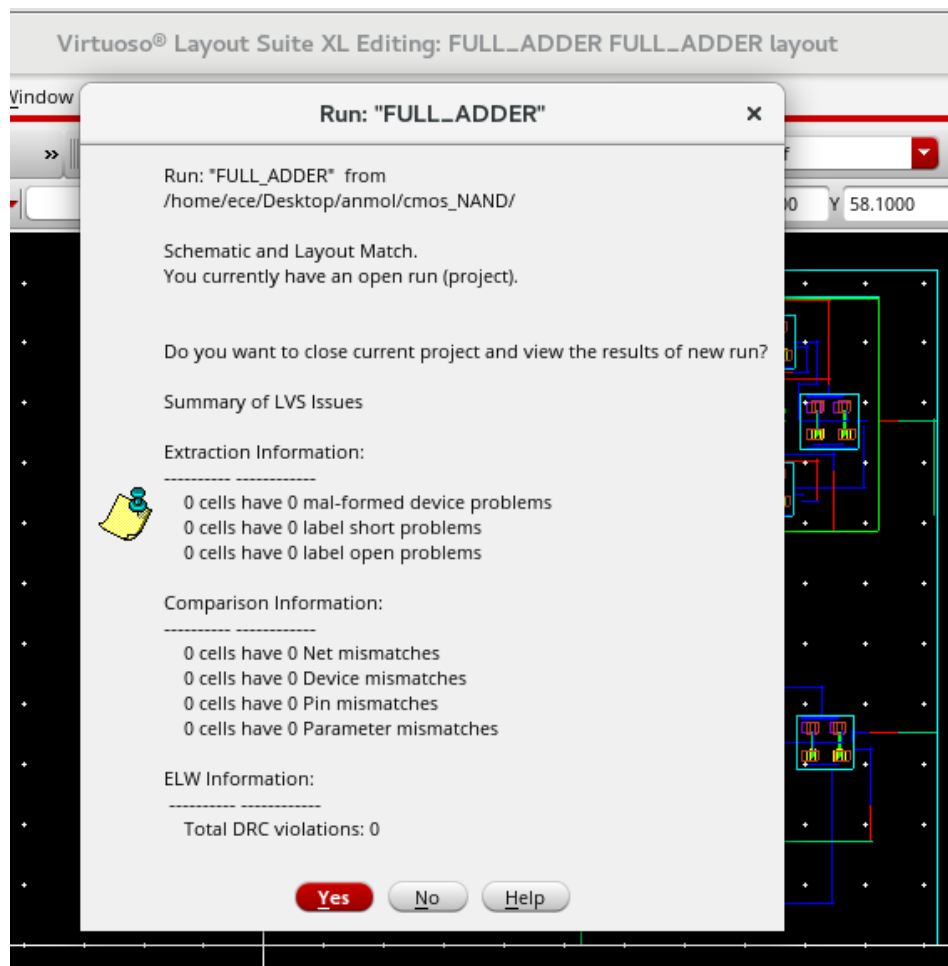 Virtuoso® Layout Suite XL Editing: FULL_ADDER FULL_ADDER layout
Window
Run: "FULL_ADDER"
×
»
Run: "FULL_ADDER" from
/home/ece/Desktop/anmol/cmos_NAND/
Y 58.1000
Schematic and Layout Match.
You currently have an open run (project).
Do you want to close current project and view the results of new run?
Summary of LVS Issues
Extraction Information:
---------- ------------
0 cells have 0 mal-formed device problems
0 cells have 0 label short problems
0 cells have 0 label open problems
Comparison Information:
---------- ------------
0 cells have 0 Net mismatches
0 cells have 0 Device mismatches
0 cells have 0 Pin mismatches
0 cells have 0 Parameter mismatches
ELW Information:
---------- ------------
Total DRC violations: 0
Yes No Help